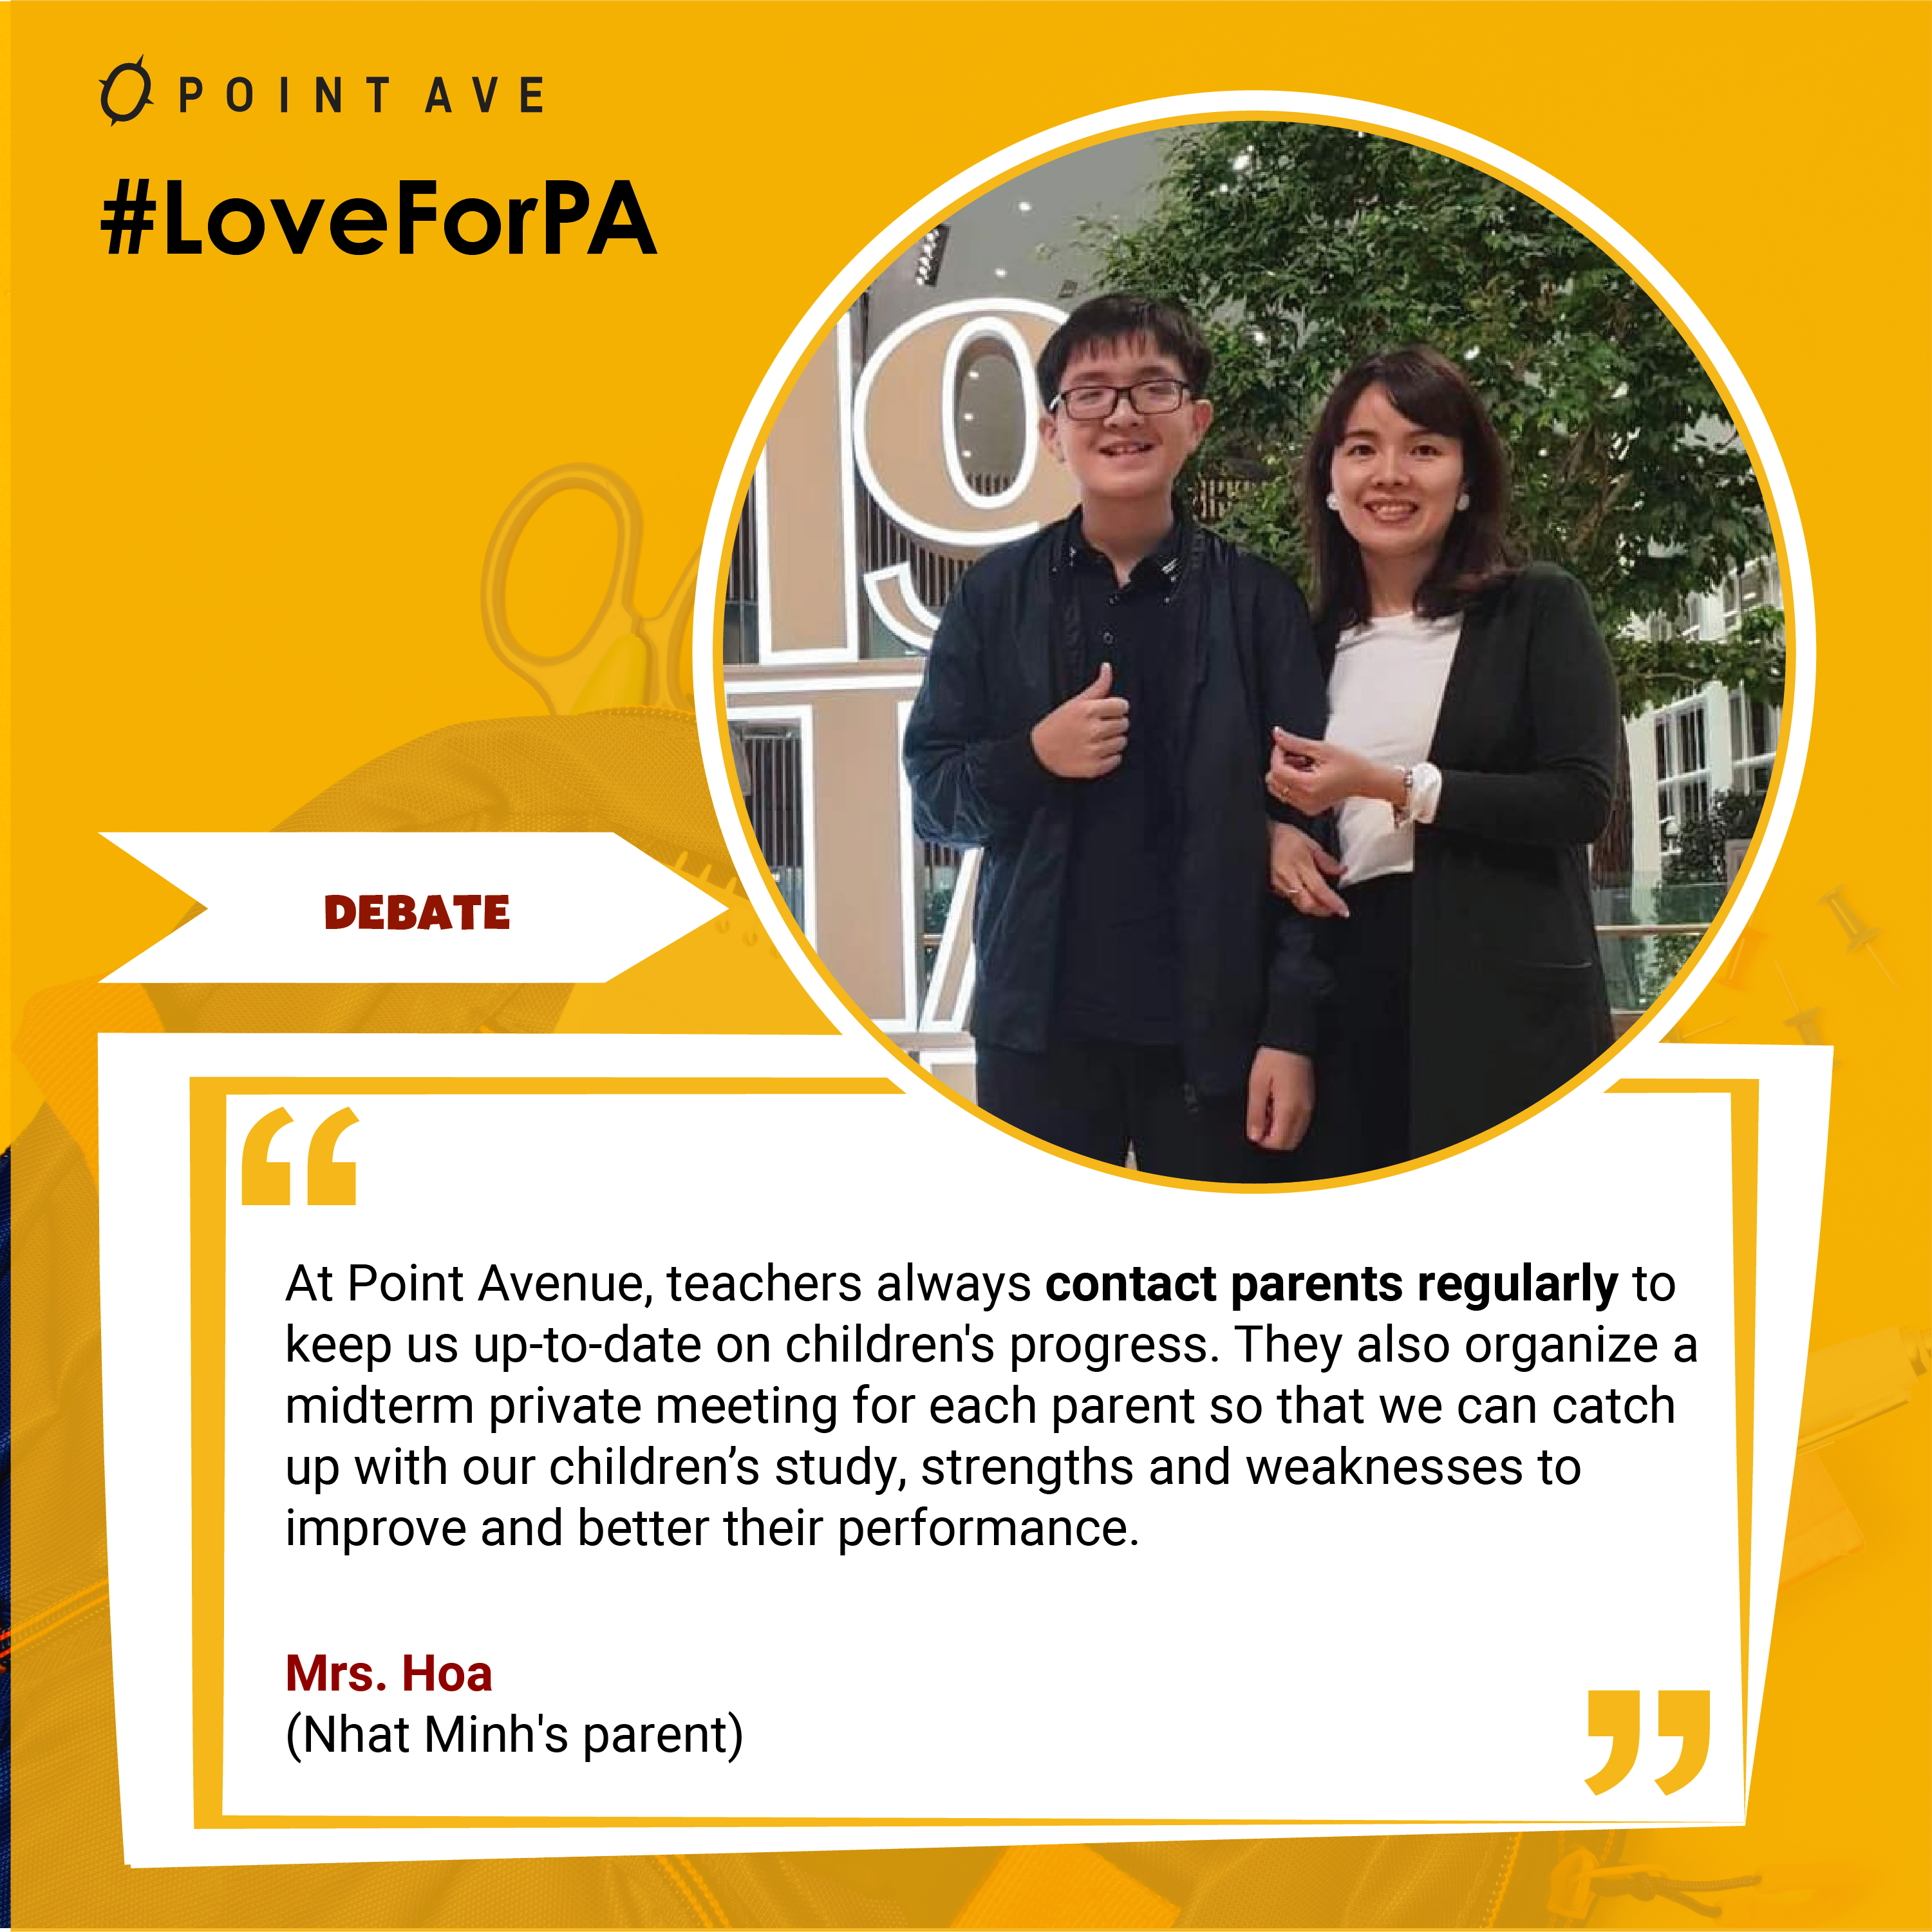 POINT AVE
#LoveForPA
19
DEBATE
At Point Avenue, teachers always contact parents regularly to
keep us up-to-date on children's progress. They also organize a
midterm private meeting for each parent so that we can catch
up with our children’s study, strengths and weaknesses to
improve and better their performance.
Mrs. Hoa
(Nhat Minh's parent)